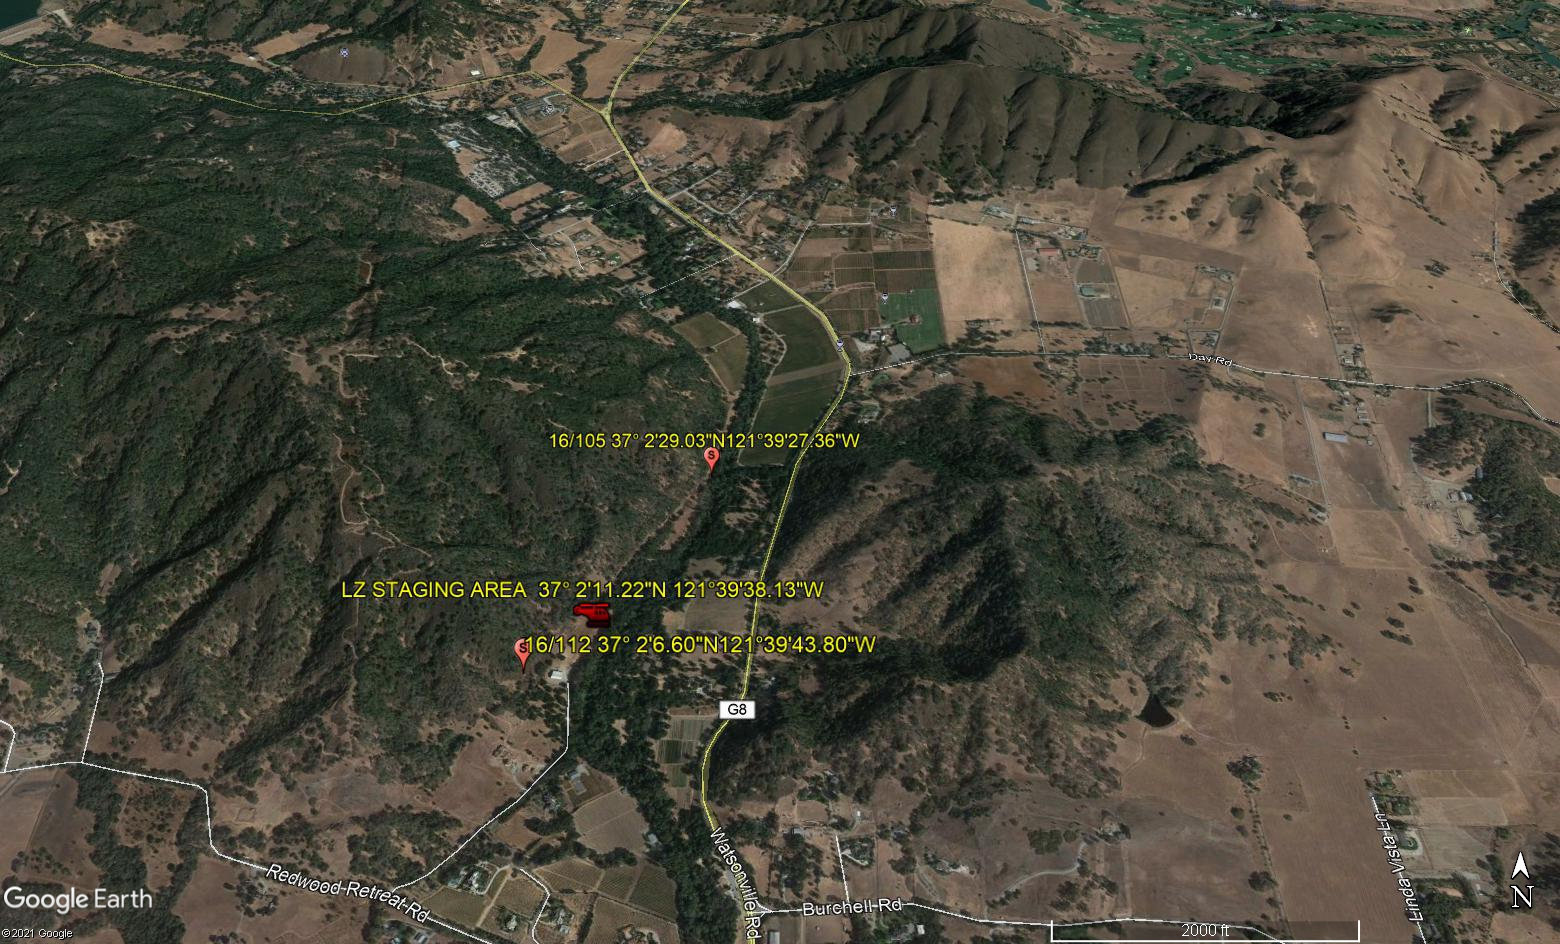 Day Rd
16/105 37° 2'29.03"N121°39'27.36"W
S
LZ STAGING AREA  37° 2'11.22"N 121°39'38.13"W
S
16/112 37° 2'6.60"N121°39'43.80"W
G8
Watsonville Rd
Redwood-Retreat-Rd
Burchell Rd
Linda-Vista-Ln
N
2000 ft
Google Earth
©2021 Google